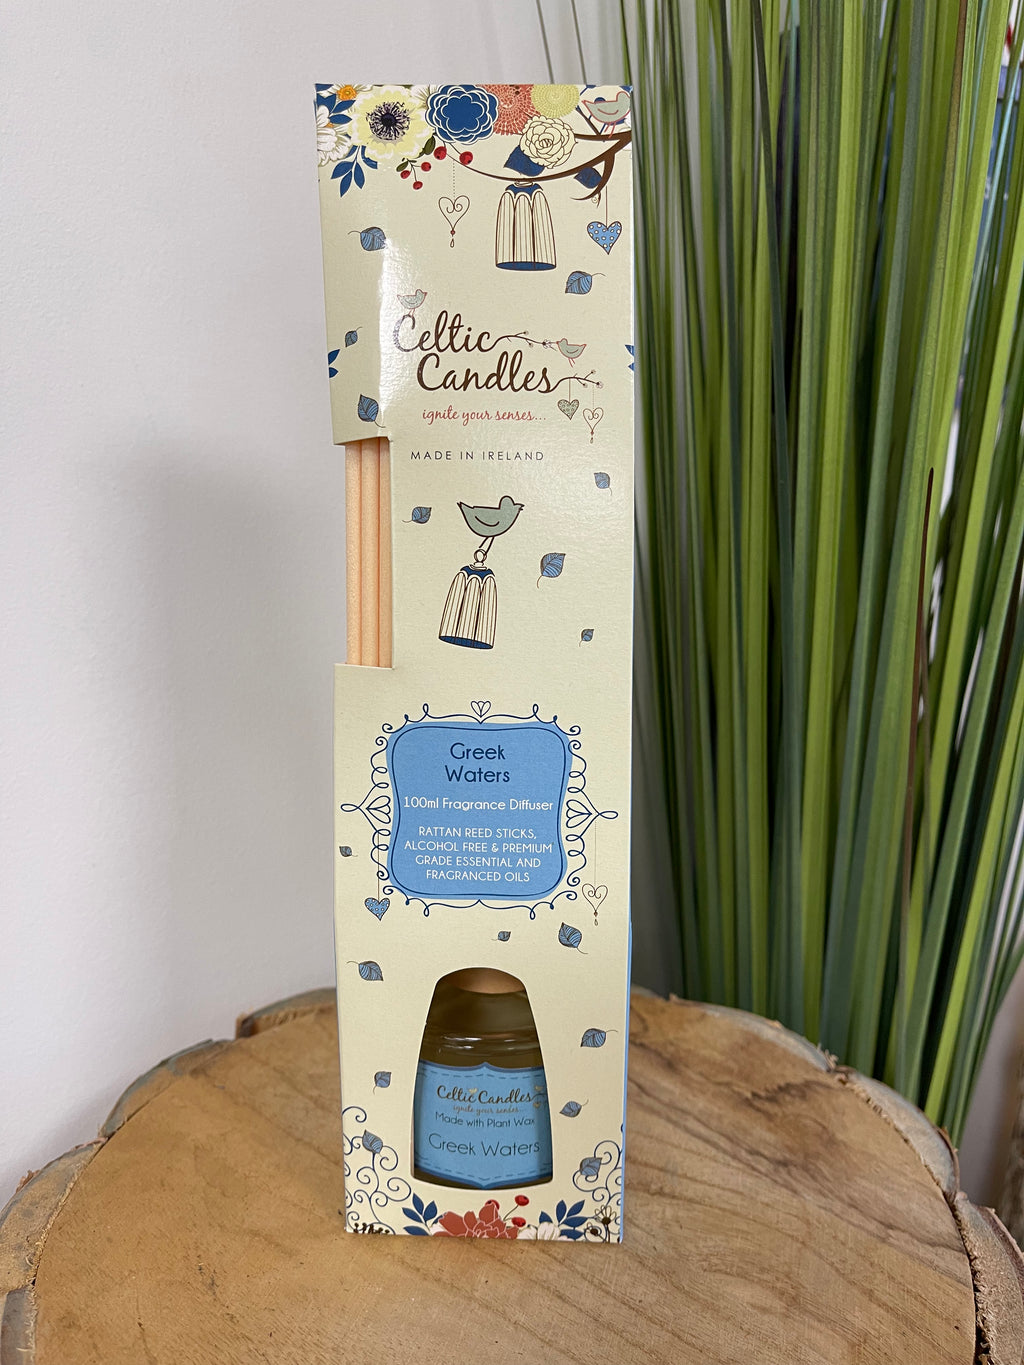 Celtic
Candles
ignite your senses...
MADE IN IRELAND
Greek
Waters
100ml Fragrance Diffuser
RATTAN REED STICKS,
ALCOHOL FREE & PREMIUM
GRADE ESSENTIAL AND
FRAGRANCED OILS
Celtic Candles
ignite your senses...
Made with Plant Wax
Greek Waters